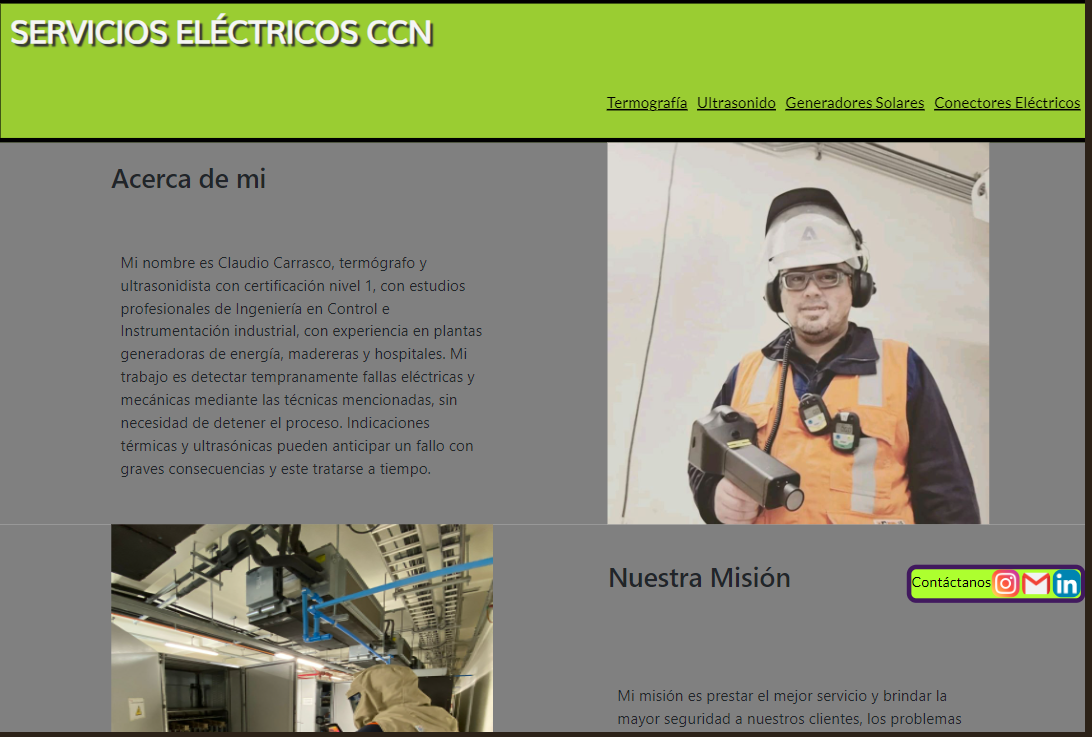 SERVICIOS ELÉCTRICOS CCN
Termografía Ultrasonido Generadores Solares Conectores Eléctricos
Acerca de mi
Mi nombre es Claudio Carrasco, termógrafo y
ultrasonidista con certificación nivel 1, con estudios
profesionales de Ingeniería en Control e
Instrumentación industrial, con experiencia en plantas
generadoras de energía, madereras y hospitales. Mi
trabajo es detectar tempranamente fallas eléctricas y
mecánicas mediante las técnicas mencionadas, sin
necesidad de detener el proceso. Indicaciones
térmicas y ultrasónicas pueden anticipar un fallo con
graves consecuencias y este tratarse a tiempo.
Nuestra Misión
Contáctanos
in
Mi misión es prestar el mejor servicio y brindar la
mayor seguridad a nuestros clientes, los problemas